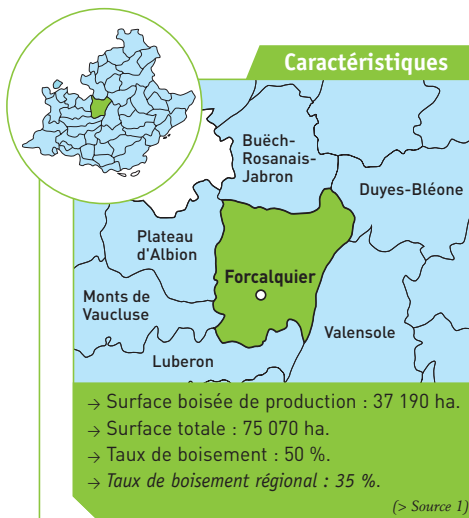 Caractéristiques
Buëch-
Rosanais-
Jabron
Duyes-Bléone
Plateau
d'Albion
Forcalquier
Monts de
Vaucluse
Valensole
Luberon
→ Surface boisée de production : 37 190 ha.
→ Surface totale : 75 070 ha.
→ Taux de boisement : 50 %.
→ Taux de boisement régional : 35 %.
(> Source 1)